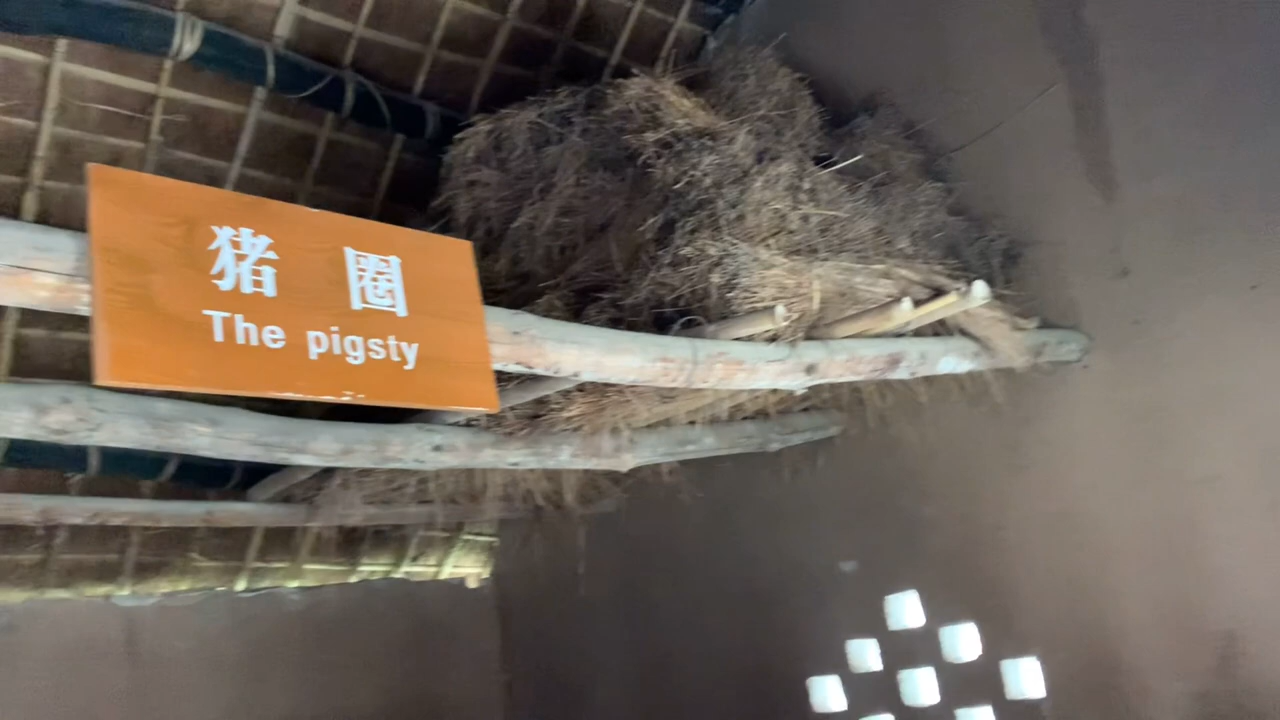 猪 圈
The pigsty